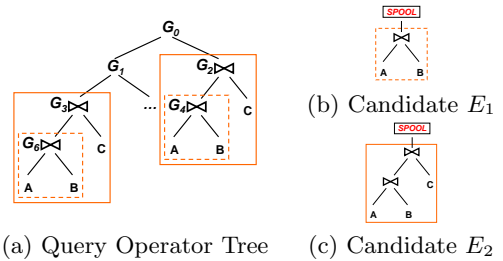 G0
G1
G2
G3
...
G4
C
G6
C
A
B
A
B
(a) Query Operator Tree
SPOOL
A
B
(b) Candidate E1
SPOOL
C
A
B
(c) Candidate E2